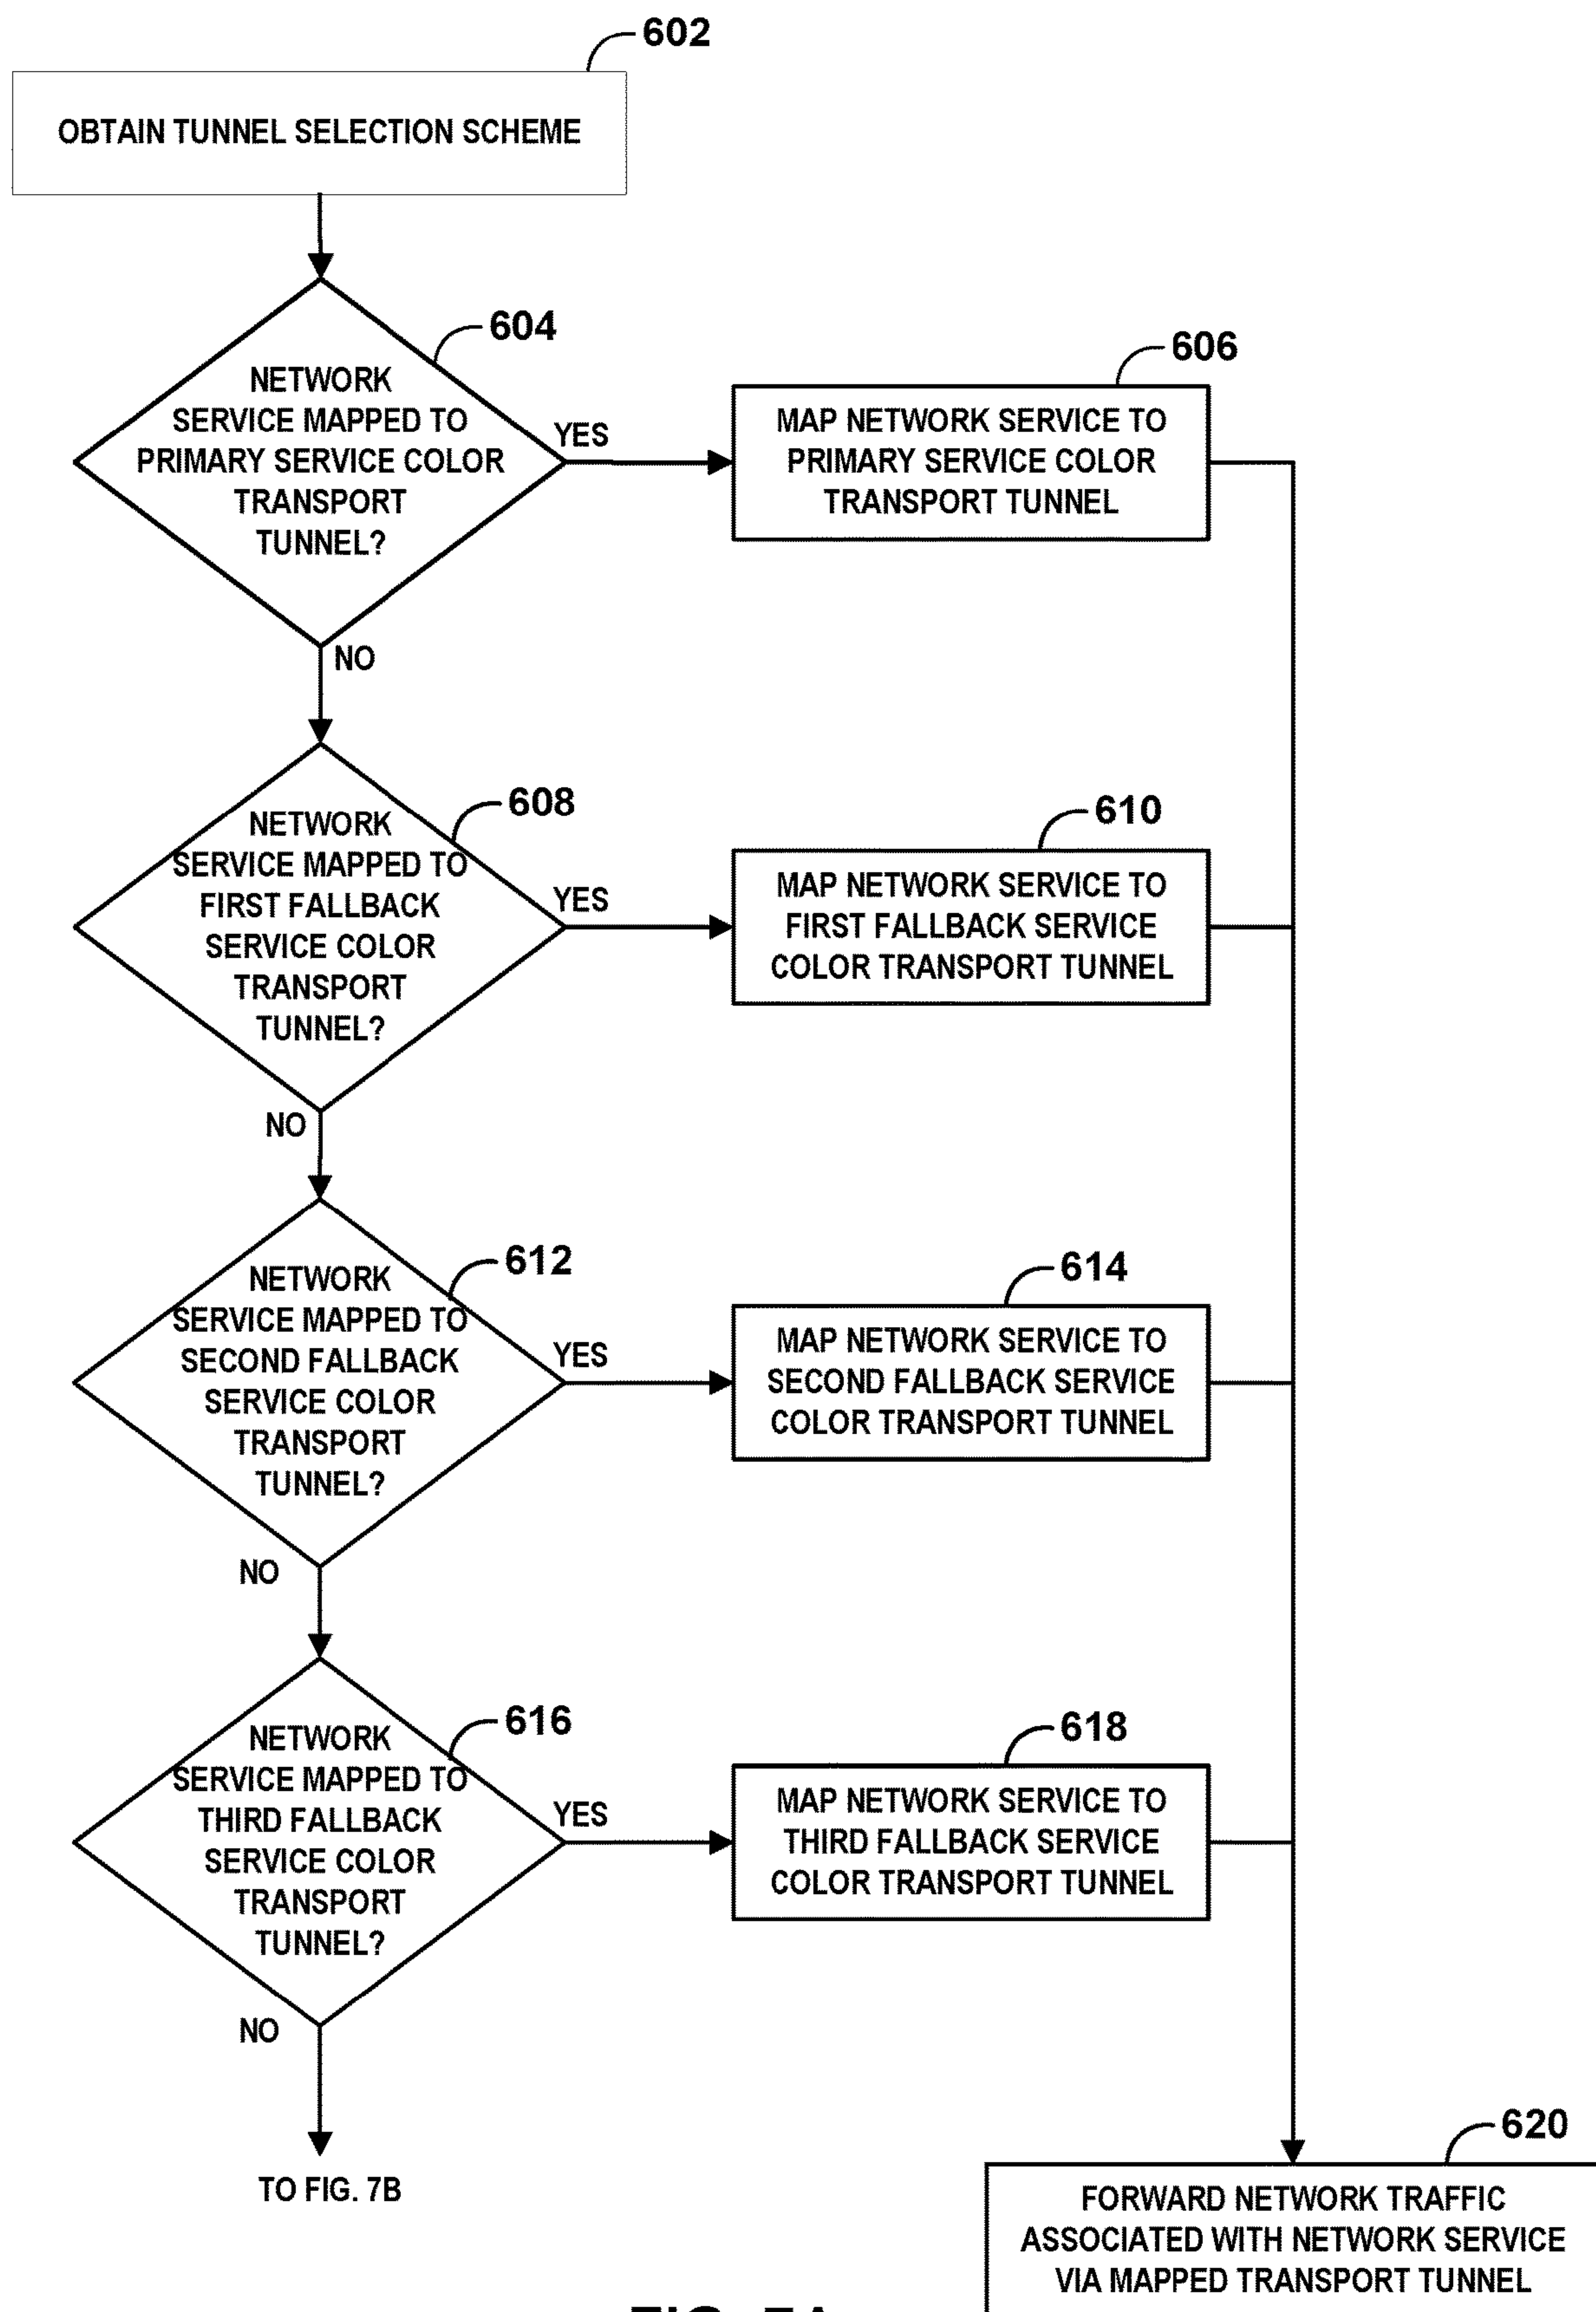 602
OBTAIN TUNNEL SELECTION SCHEME
604
NETWORK
SERVICE MAPPED TO
PRIMARY SERVICE COLOR
TRANSPORT
TUNNEL?
YES
606
MAP NETWORK SERVICE TO
PRIMARY SERVICE COLOR
TRANSPORT TUNNEL
NO
608
NETWORK
SERVICE MAPPED TO
FIRST FALLBACK
SERVICE COLOR
TRANSPORT
TUNNEL?
YES
610
MAP NETWORK SERVICE TO
FIRST FALLBACK SERVICE
COLOR TRANSPORT TUNNEL
NO
612
NETWORK
SERVICE MAPPED TO
SECOND FALLBACK
SERVICE COLOR
TRANSPORT
TUNNEL?
YES
614
MAP NETWORK SERVICE TO
SECOND FALLBACK SERVICE
COLOR TRANSPORT TUNNEL
NO
616
NETWORK
SERVICE MAPPED TO
THIRD FALLBACK
SERVICE COLOR
TRANSPORT
TUNNEL?
YES
618
MAP NETWORK SERVICE TO
THIRD FALLBACK SERVICE
COLOR TRANSPORT TUNNEL
NO
TO FIG. 7B
620
FORWARD NETWORK TRAFFIC
ASSOCIATED WITH NETWORK SERVICE
VIA MAPPED TRANSPORT TUNNEL